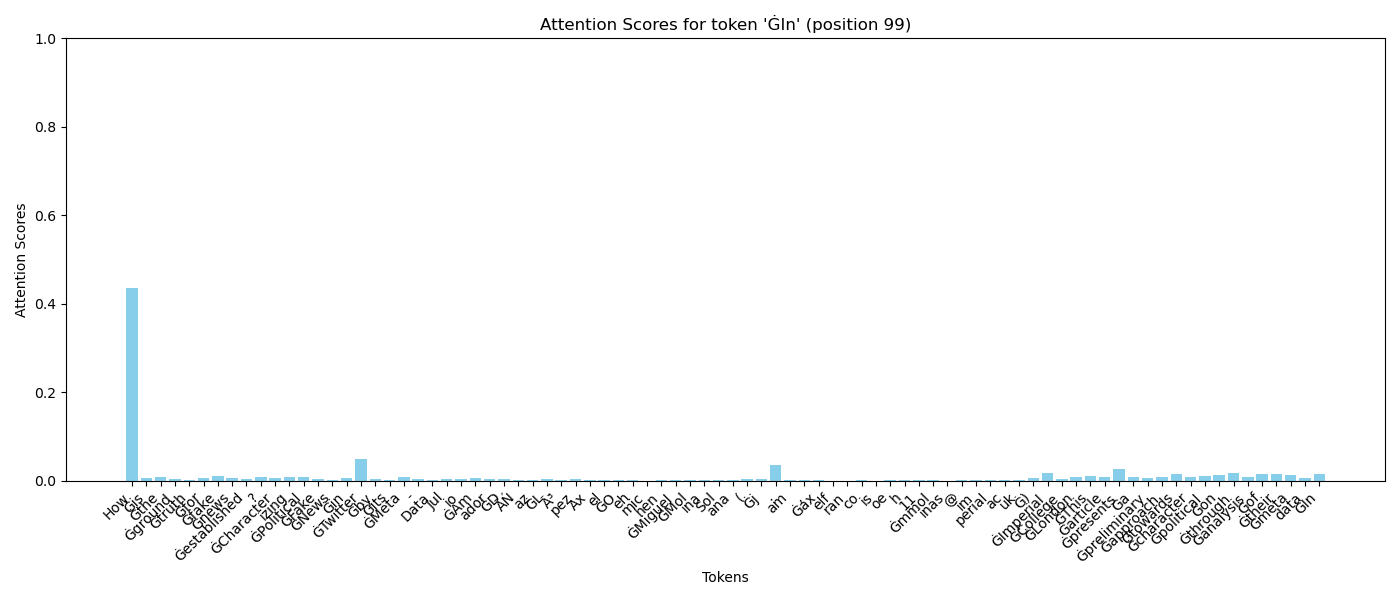 Attention Scores for token 'ĠIn' (position 99)
1.0
0.8
0.6
0.4
0.2
0.0
Attention Scores
How
Ġis
Ġthe
Ġground
Ġtruth
Ġfor
Ġfake
Ġnews
Ġestablished
?
ĠCharacter
izing
ĠPolitical
ĠFake
ĠNews
Ġin
ĠTwitter
Ġby
ĠIts
ĠMeta
-
Data
Jul
io
ĠAm
ador
ĠD
az
ĠL
pez
Ax
el
ĠO
eh
mic
hen
ĠMiguel
ĠMol
ina
Sol
ana
(
Ġj
am
elf
ran
co
is
oe
h
11
Ġmmol
inas
@
im
perial
ac
uk
Ġ)
ĠImperial
ĠCollege
ĠLondon
ĠThis
Ġarticle
Ġpresents
Ġa
Ġpreliminary
Ġapproach
Ġtowards
Ġcharacter
Ġpolitical
Ġon
Ġthrough
Ġanalysis
Ġof
Ġtheir
Ġmeta
data
ĠIn
Tokens